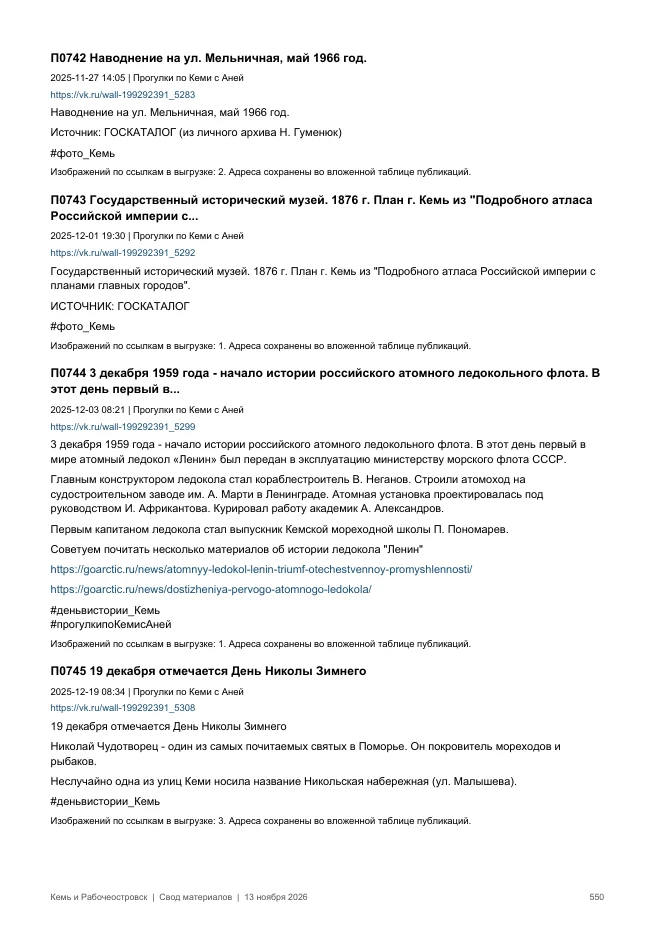 П0742 Наводнение на ул. Мельничная, май 1966 год.
2025-11-27 14:05 | Прогулки по Кеми с Аней
https://vk.ru/wall-199292391_5283
Наводнение на ул. Мельничная, май 1966 год.
Источник: ГОСКАТАЛОГ (из личного архива Н. Гуменюк)
#фото_Кемь
Изображений по ссылкам в выгрузке: 2. Адреса сохранены во вложенной таблице публикаций.
П0743 Государственный исторический музей. 1876 г. План г. Кемь из "Подробного атласа
Российской империи с...
2025-12-01 19:30 | Прогулки по Кеми с Аней
https://vk.ru/wall-199292391_5292
Государственный исторический музей. 1876 г. План г. Кемь из "Подробного атласа Российской империи с
планами главных городов".
ИСТОЧНИК: ГОСКАТАЛОГ
#фото_Кемь
Изображений по ссылкам в выгрузке: 1. Адреса сохранены во вложенной таблице публикаций.
П0744 3 декабря 1959 года - начало истории российского атомного ледокольного флота. В
этот день первый в...
2025-12-03 08:21 | Прогулки по Кеми с Аней
https://vk.ru/wall-199292391_5299
3 декабря 1959 года - начало истории российского атомного ледокольного флота. В этот день первый в
мире атомный ледокол «Ленин» был передан в эксплуатацию министерству морского флота СССР.
Главным конструктором ледокола стал кораблестроитель В. Неганов. Строили атомоход на
судостроительном заводе им. А. Марти в Ленинграде. Атомная установка проектировалась под
руководством И. Африкантова. Курировал работу академик А. Александров.
Первым капитаном ледокола стал выпускник Кемской мореходной школы П. Пономарев.
Советуем почитать несколько материалов об истории ледокола "Ленин"
https://goarctic.ru/news/atomnyy-ledokol-lenin-triumf-otechestvennoy-promyshlennosti/
https://goarctic.ru/news/dostizheniya-pervogo-atomnogo-ledokola/
#деньвистории_Кемь
#прогулкипоКемисАней
Изображений по ссылкам в выгрузке: 1. Адреса сохранены во вложенной таблице публикаций.
П0745 19 декабря отмечается День Николы Зимнего
2025-12-19 08:34 | Прогулки по Кеми с Аней
https://vk.ru/wall-199292391_5308
19 декабря отмечается День Николы Зимнего
Николай Чудотворец - один из самых почитаемых святых в Поморье. Он покровитель мореходов и
рыбаков.
Неслучайно одна из улиц Кеми носила название Никольская набережная (ул. Малышева).
#деньвистории_Кемь
Изображений по ссылкам в выгрузке: 3. Адреса сохранены во вложенной таблице публикаций.
Кемь и Рабочеостровск | Свод материалов | 13 ноября 2026 550